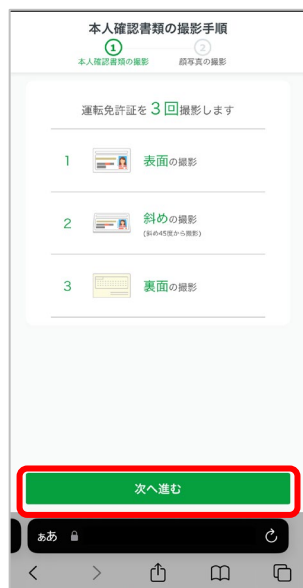 本人確認書類の撮影手順
1
2
本人確認書類の撮影
顔写真の撮影
運転免許証を3回撮影します
1 表面の撮影
2 斜めの撮影
(斜め45度から撮影)
3 裏面の撮影
次へ進む
ぁあ